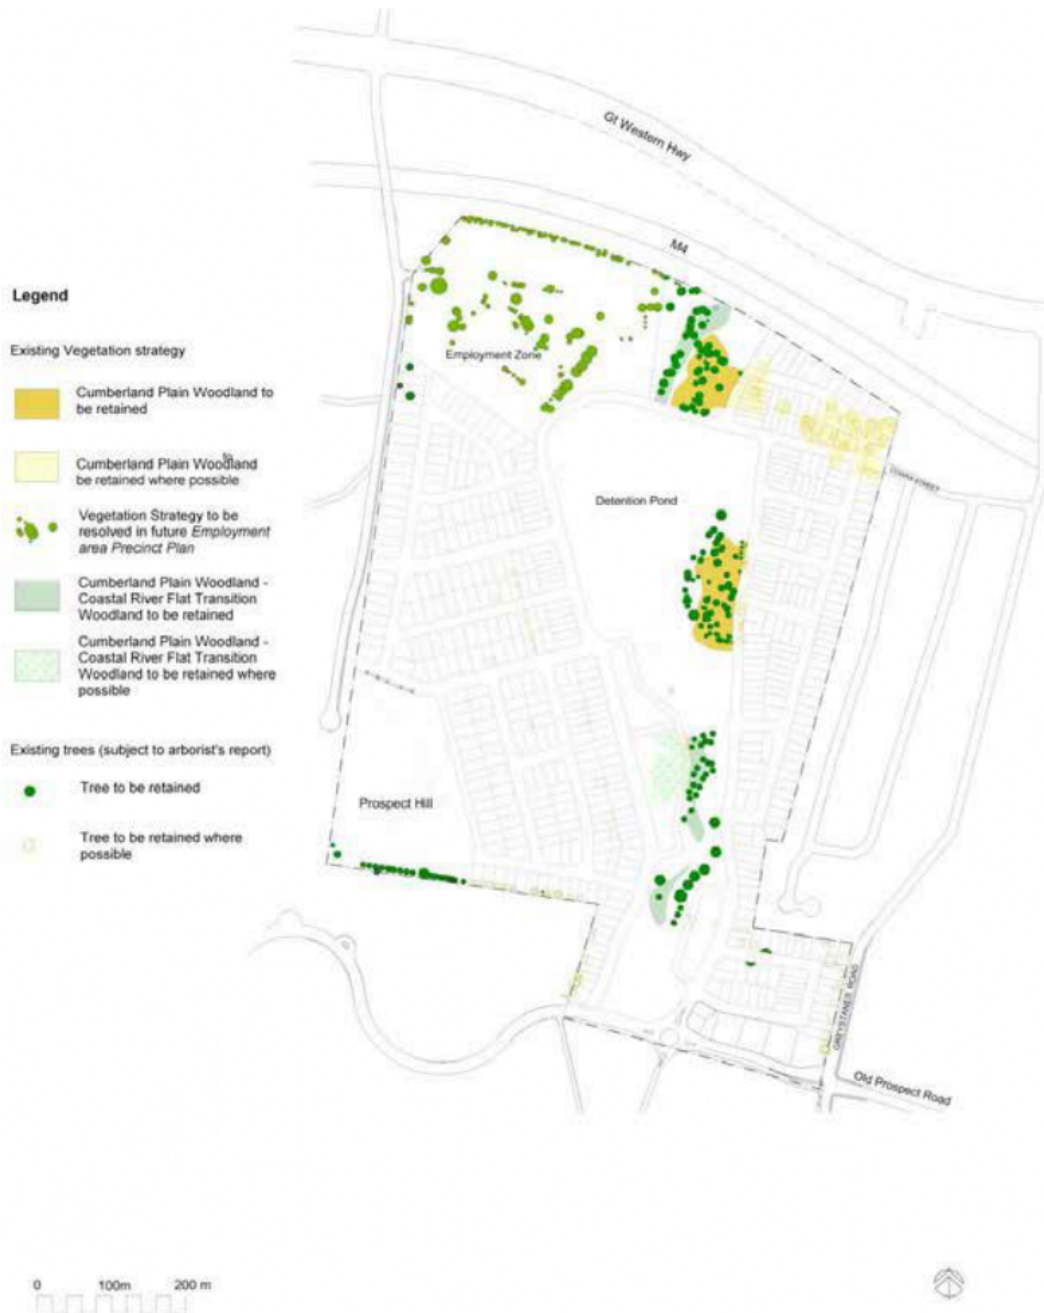 Gt Western Hwy
M4
Legend
Existing Vegetation strategy
Employment Zone
Cumberland Plain Woodland to
be retained
Cumberland Plain Woodland to
be retained where possible
Detention Pond
Vegetation Strategy to be
resolved in future Employment
area Precinct Plan
Cumberland Plain Woodland -
Coastal River Flat Transition
Woodland to be retained
Cumberland Plain Woodland -
Coastal River Flat Transition
Woodland to be retained where
possible
Existing trees (subject to arborist's report)
Tree to be retained
Prospect Hill
Tree to be retained where
possible
GREYSTANES ROAD
Old Prospect Road
0 100m 200 m